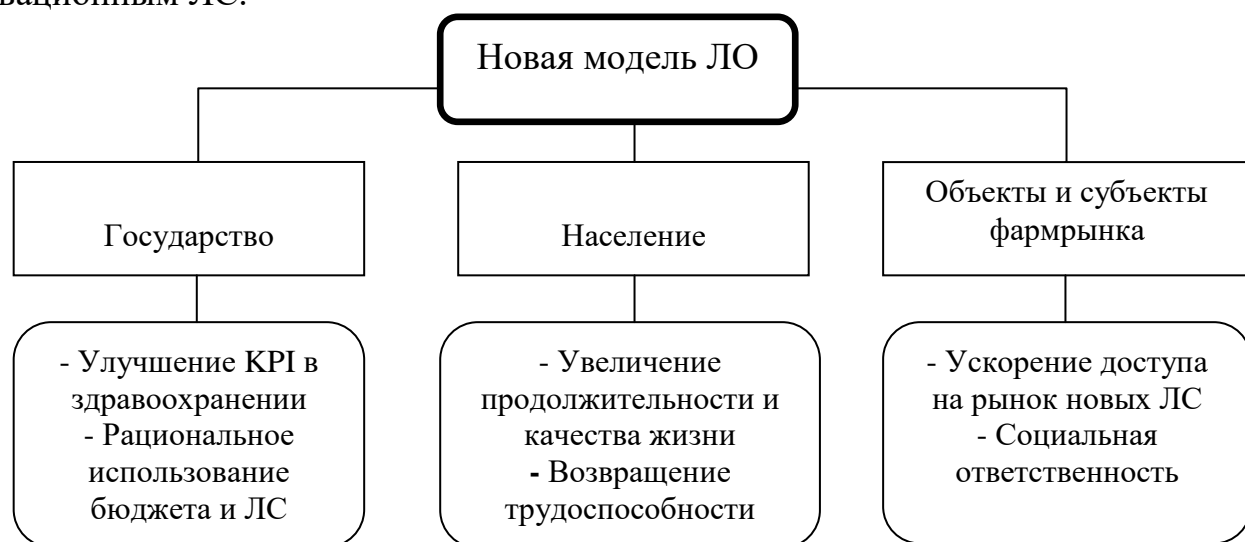 вационным ЛС.
Новая модель ЛО
Государство
Население
Объекты и субъекты
фармрынка
- Улучшение KPI в
здравоохранении
- Рациональное
использование
бюджета и ЛС
- Увеличение
продолжительности и
качества жизни
- Возвращение
трудоспособности
- Ускорение доступа
на рынок новых ЛС
- Социальная
ответственность